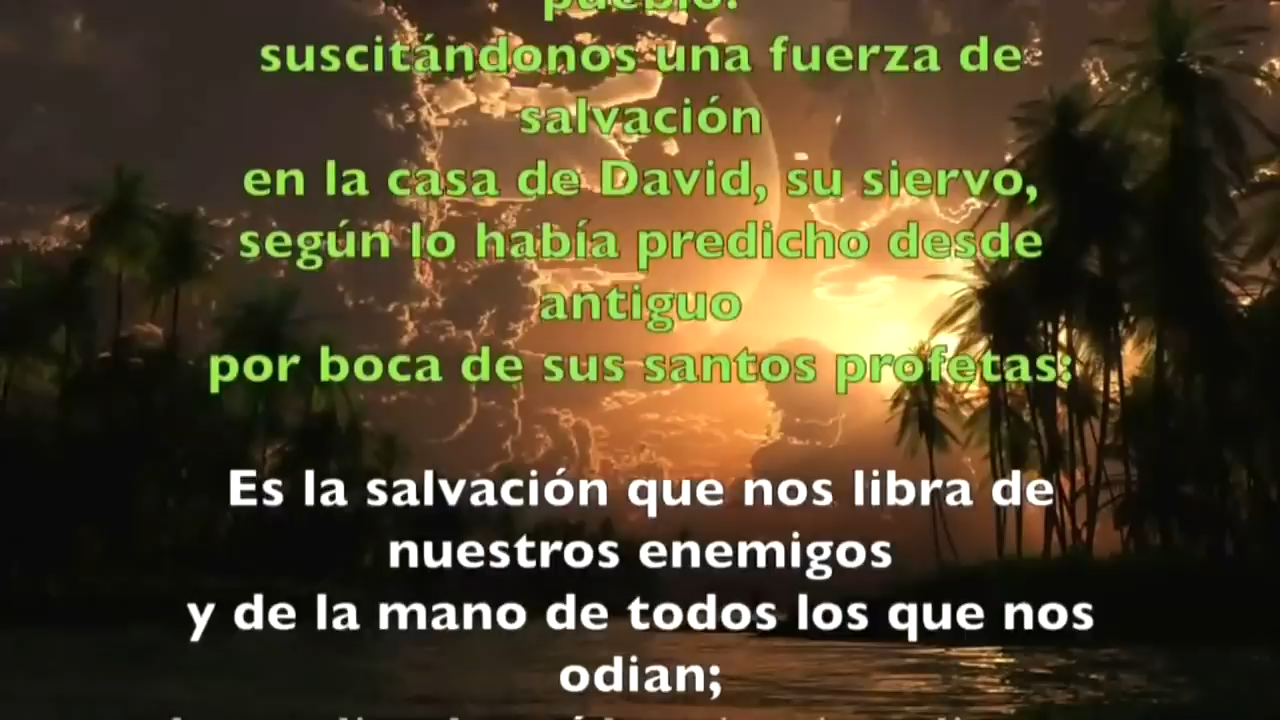 pueblo.
suscitándonos una fuerza de
salvación
en la casa de David, su siervo,
según lo había predicho desde
antiguo
por boca de sus santos profetas:
Es la salvación que nos libra de
nuestros enemigos
y de la mano de todos los que nos
odian;